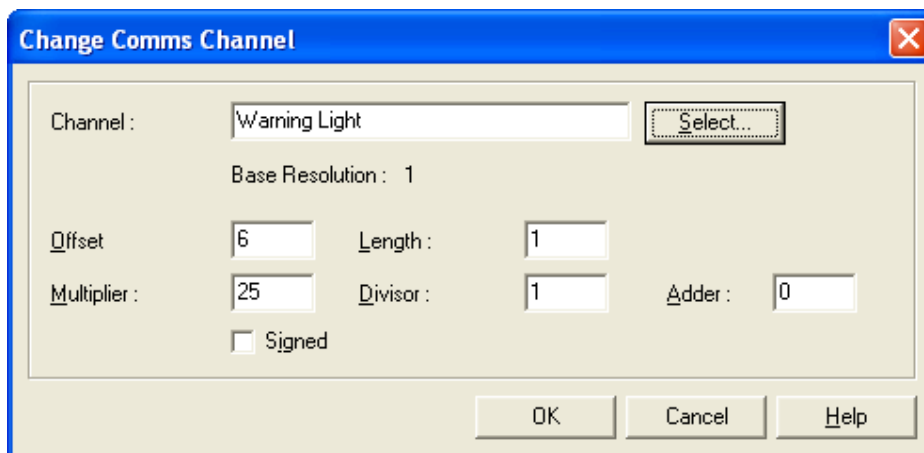 Change Comms Channel
Channel : Warning Light Select...
Base Resolution : 1
Offset 6 Length : 1
Multiplier : 25 Divisor : 1 Adder : 0
Signed
OK Cancel Help